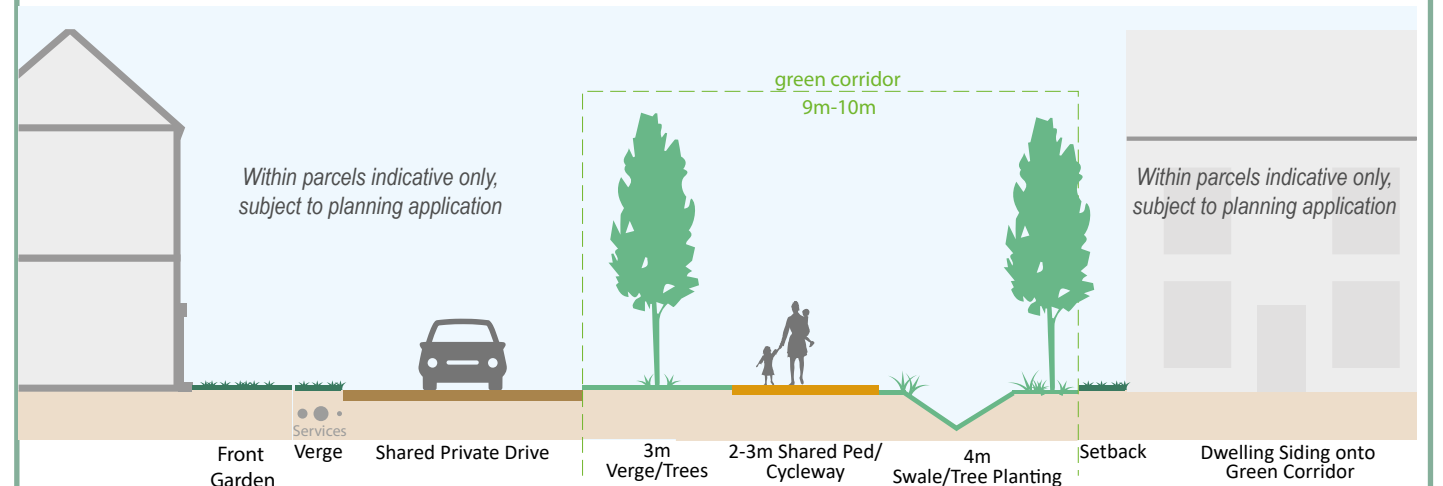 green corridor
9m-10m
Within parcels indicative only,
subject to planning application
Within parcels indicative only,
subject to planning application
Services
Front
Garden
Verge
Shared Private Drive
3m
Verge/Trees
2-3m Shared Ped/
Cycleway
4m
Swale/Tree Planting
Setback
Dwelling Siding onto
Green Corridor